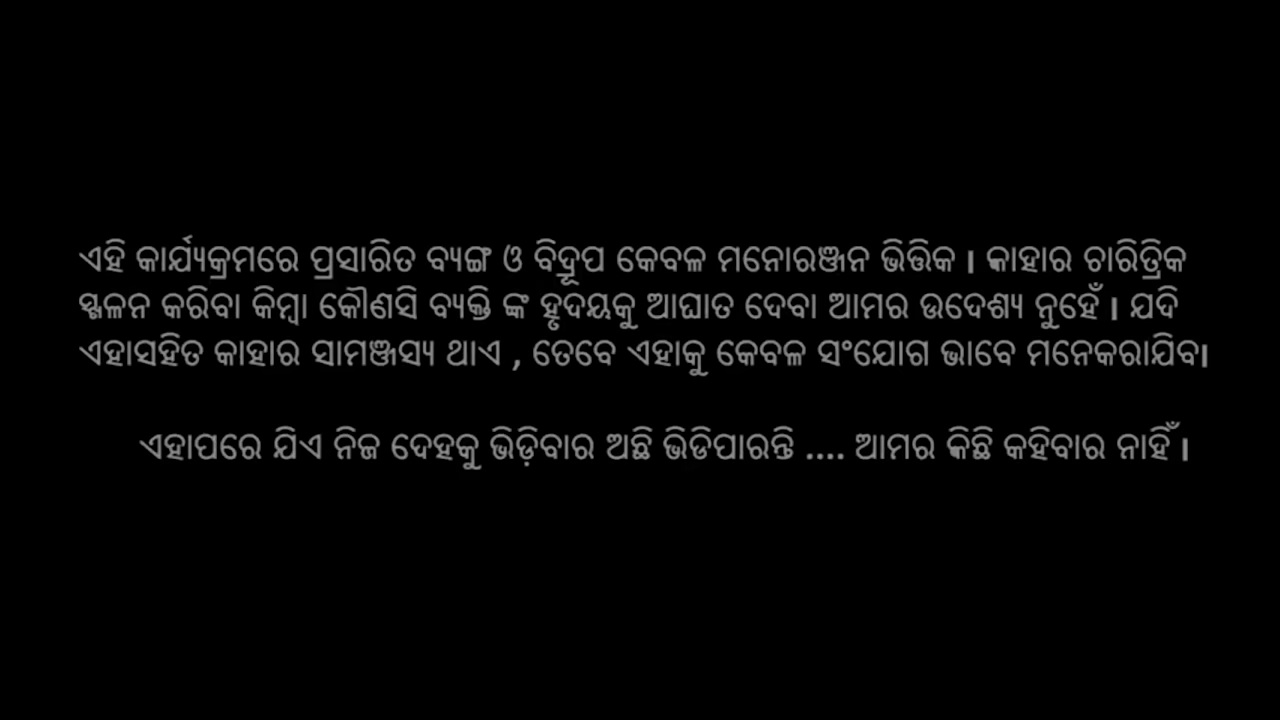 ଏହି କାର୍ଯ୍ୟକ୍ରମରେ ପ୍ରସାରିତ ବ୍ୟଙ୍ଗ ଓ ବିଦ୍ରୂପ କେବଳ ମନୋରଞ୍ଜନ ଭିତ୍ତିକ । କାହାର ଚାରିତ୍ରିକ
ସ୍ଖଳନ କରିବା କିମ୍ବା କୌଣସି ବ୍ୟକ୍ତି ଙ୍କ ହୃଦୟକୁ ଆଘାତ ଦେବା ଆମର ଉଦେଶ୍ୟ ନୁହେଁ । ଯଦି
ଏହାସହିତ କାହାର ସାମଞ୍ଜସ୍ୟ ଥାଏ , ତେବେ ଏହାକୁ କେବଳ ସଂଯୋଗ ଭାବେ ମନେକରାଯିବ।
ଏହାପରେ ଯିଏ ନିଜ ଦେହକୁ ଭିଡ଼ିବାର ଅଛି ଭିଡିପାରନ୍ତି .... ଆମର କିଛି କହିବାର ନାହିଁ ।